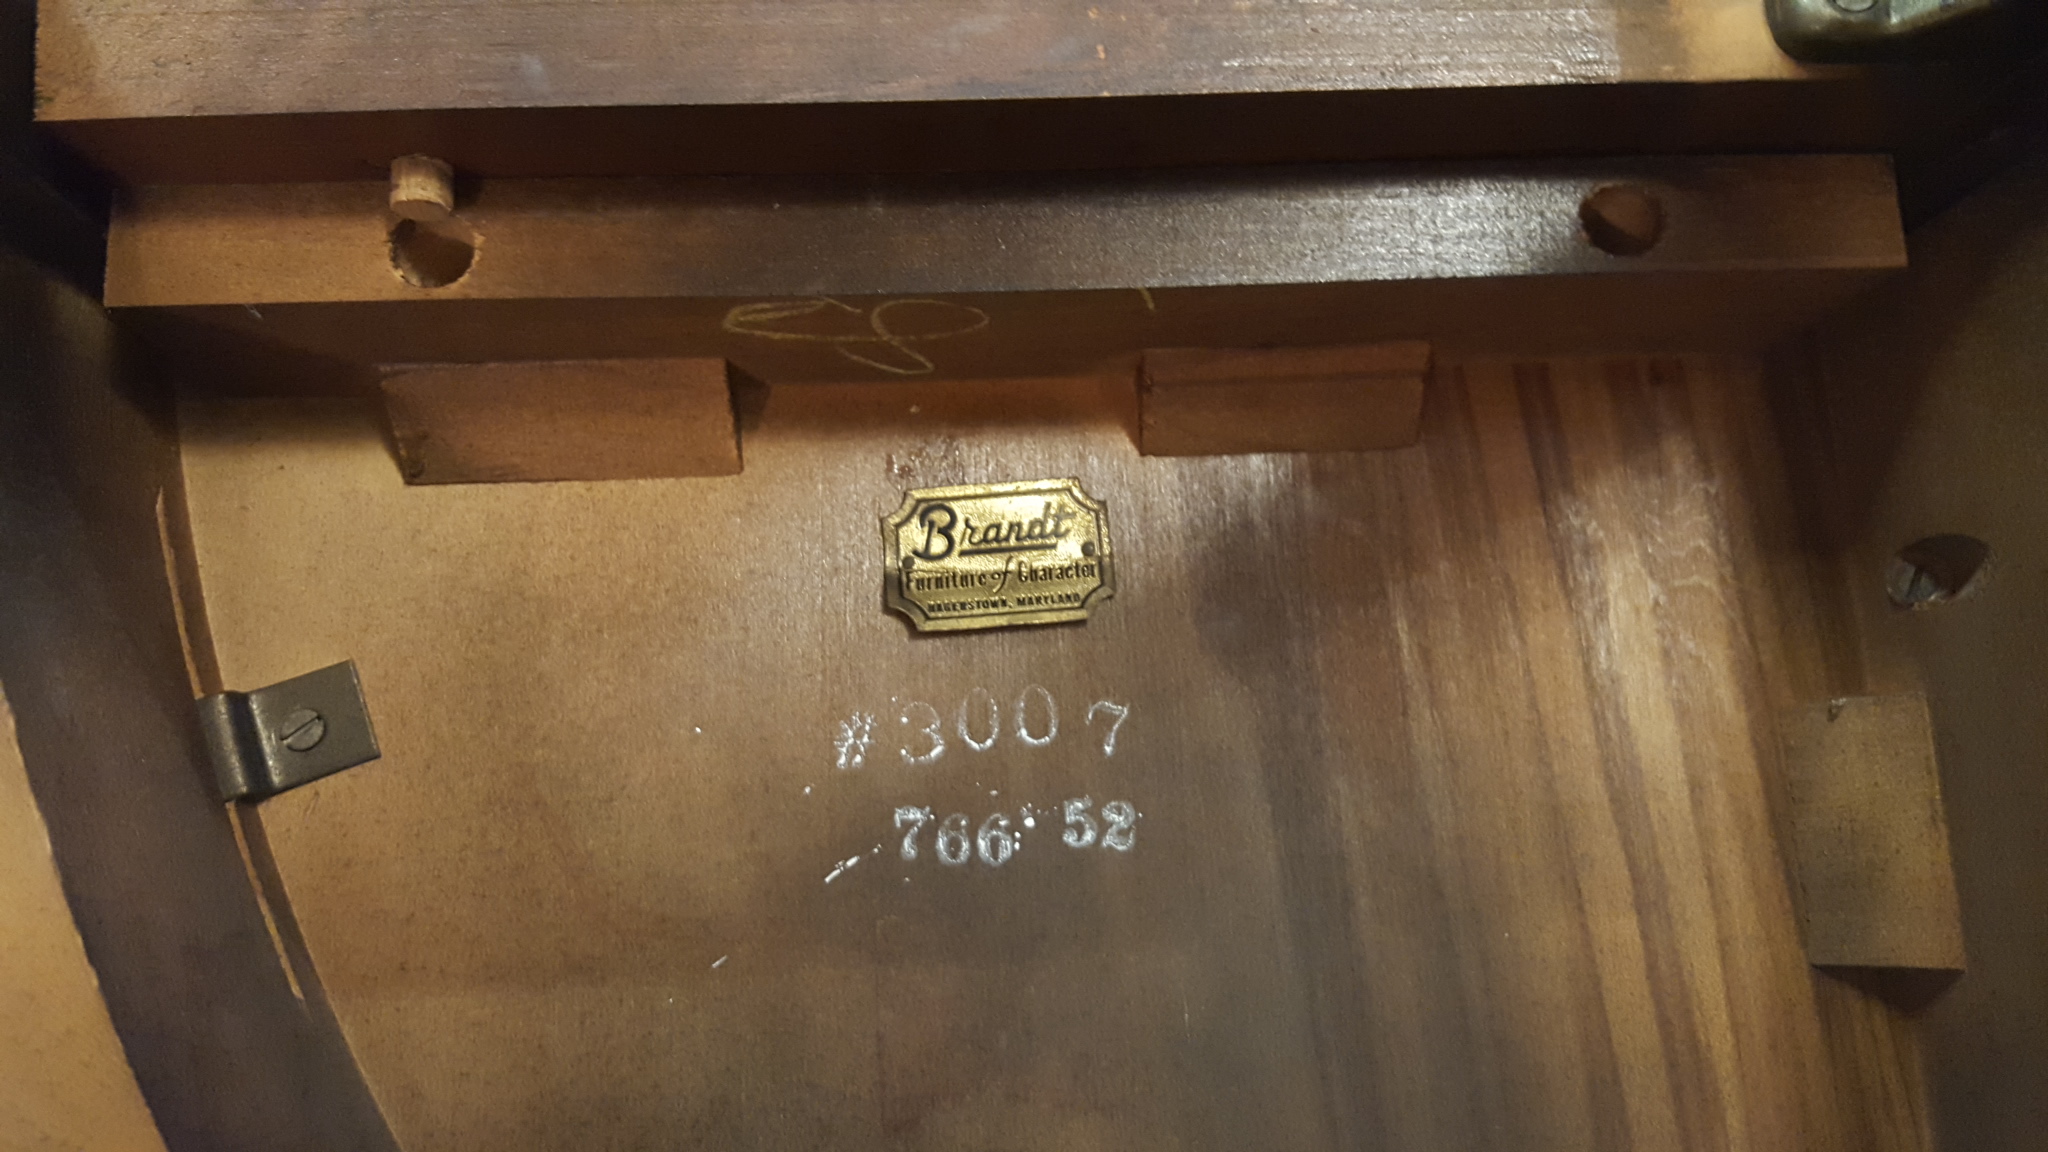 Brandt
Furniture of Character
HAGERSTOWN, MARYLAND
#3007
766 52